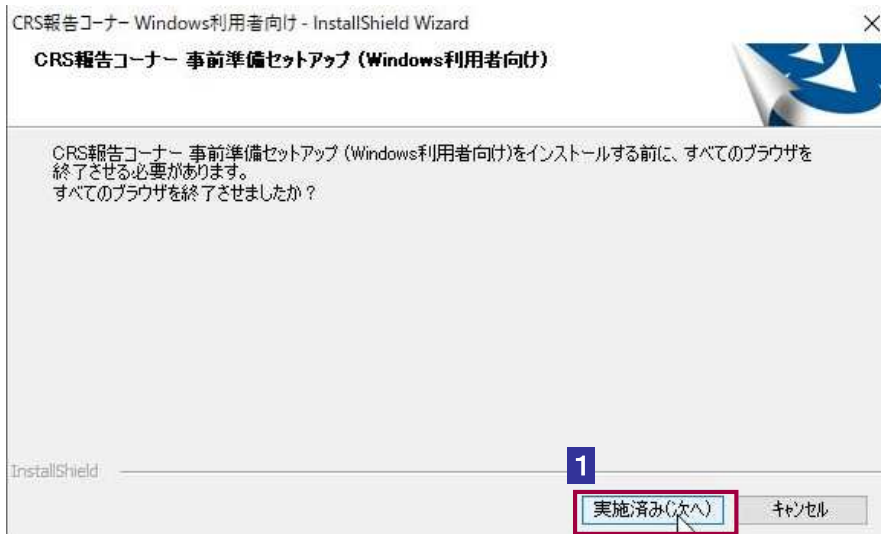 CRS報告コーナー Windows利用者向け - InstallShield Wizard
CRS報告コーナー 事前準備セットアップ (Windows利用者向け)
CRS報告コーナー 事前準備セットアップ (Windows利用者向け)をインストールする前に、すべてのブラウザを
終了させる必要があります。
すべてのブラウザを終了させましたか？
InstallShield
1
実施済み(次へ)
キャンセル